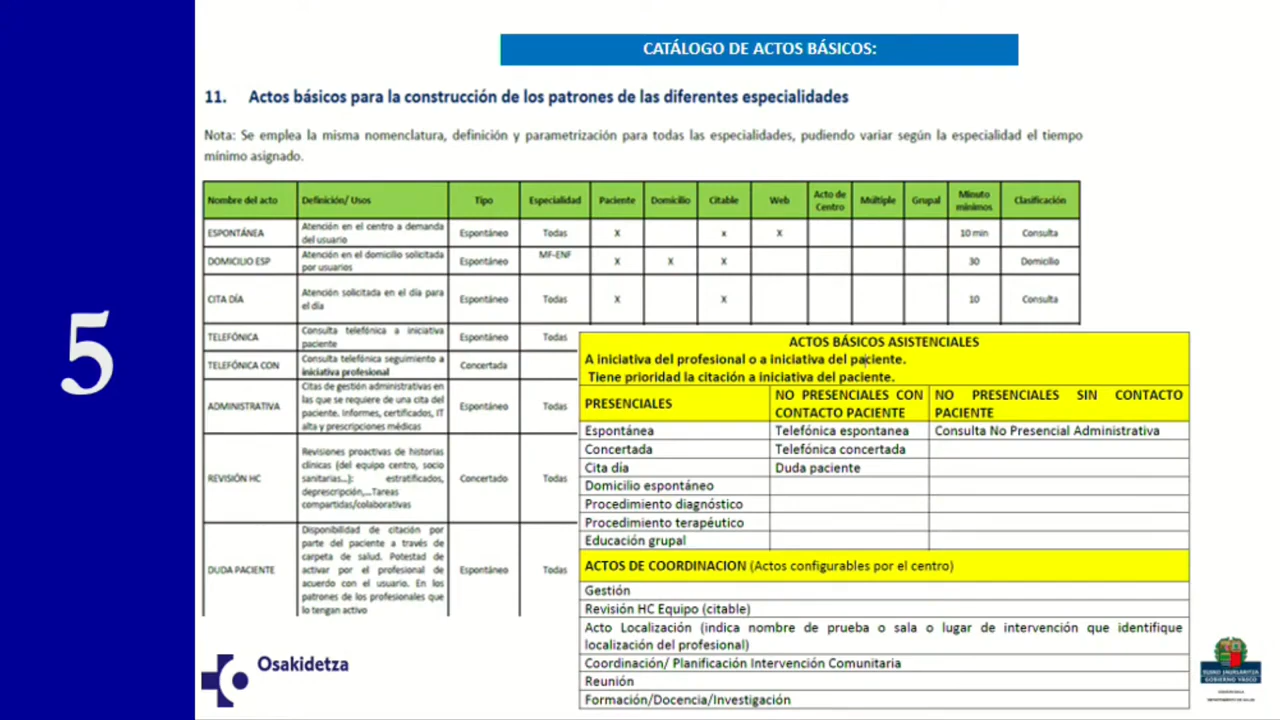 CATÁLOGO DE ACTOS BÁSICOS:
11. Actos básicos para la construcción de los patrones de las diferentes especialidades
Nota: Se emplea la misma nomenclatura, definición y parametrización para todas las especialidades, pudiendo variar según la especialidad el tiempo
mínimo asignado.
Nombre del acto Definición/ Usos Tipo Especialidad Paciente Domicilio Citable Web Acto de Centro Múltiple Grupal Minuto mínimos Clasificación
ESPONTÁNEA Atención en el centro a demanda del usuario Espontáneo Todas X x X 10 min Consulta
DOMICILIO ESP Atención en el domicilio solicitada por usuarios Espontáneo MF-ENF X X X 30 Domicilio
CITA DÍA Atención solicitada en el día para el día Espontáneo Todas X X 10 Consulta
TELEFÓNICA Consulta telefónica a iniciativa paciente Espontáneo Todas
TELEFÓNICA CON Consulta telefónica seguimiento a iniciativa profesional Concertada
ADMINISTRATIVA Citas de gestión administrativas en las que se requiere de una cita del paciente. Informes, certificados, IT alta y prescripciones médicas Espontáneo Todas
REVISIÓN HC Revisiones proactivas de historias clínicas (del equipo centro, socio sanitarias...): estratificados, deprescripción,...Tareas compartidas/colaborativas Concertado Todas
DUDA PACIENTE Disponibilidad de citación por parte del paciente a través de carpeta de salud. Potestad de activar por el profesional de acuerdo con el usuario. En los patrones de los profesionales que lo tengan activo Espontáneo Todas
5
ACTOS BÁSICOS ASISTENCIALES
A iniciativa del profesional o a iniciativa del paciente.
Tiene prioridad la citación a iniciativa del paciente.
PRESENCIALES NO PRESENCIALES CON CONTACTO PACIENTE NO PRESENCIALES SIN CONTACTO PACIENTE
Espontánea Telefónica espontanea Consulta No Presencial Administrativa
Concertada Telefónica concertada
Cita día Duda paciente
Domicilio espontáneo
Procedimiento diagnóstico
Procedimiento terapéutico
Educación grupal
ACTOS DE COORDINACION (Actos configurables por el centro)
Gestión
Revisión HC Equipo (citable)
Acto Localización (indica nombre de prueba o sala o lugar de intervención que identifique
localización del profesional)
Coordinación/ Planificación Intervención Comunitaria
Reunión
Formación/Docencia/Investigación
Osakidetza
EUSKO JAURLARITZA
GOBIERNO VASCO